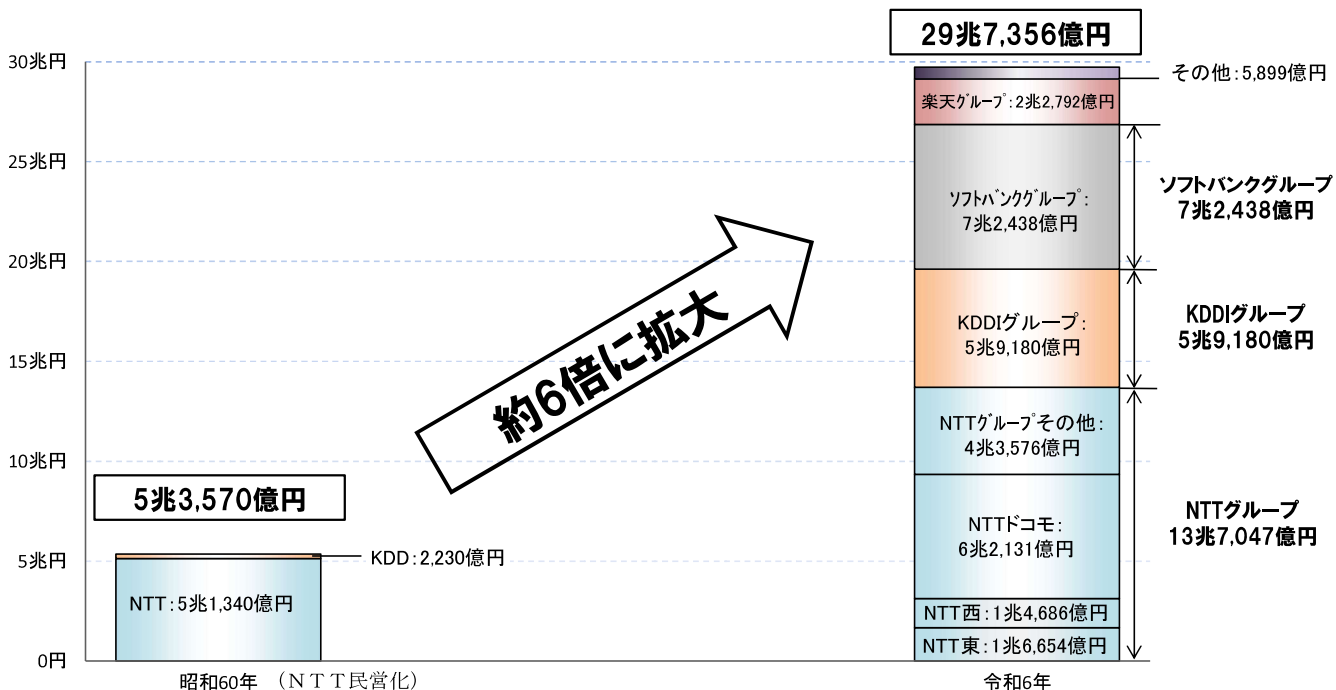 29兆7,356億円
30兆円
25兆円
20兆円
15兆円
10兆円
5兆円
0円
その他：5,899億円
楽天グループ：2兆2,792億円
ソフトバンクグループ：
7兆2,438億円
ソフトバンクグループ
7兆2,438億円
KDDIグループ：
5兆9,180億円
KDDIグループ
5兆9,180億円
約6倍に拡大
NTTグループその他：
4兆3,576億円
NTTドコモ：
6兆2,131億円
NTT西：1兆4,686億円
NTT東：1兆6,654億円
NTTグループ
13兆7,047億円
5兆3,570億円
KDD：2,230億円
NTT：5兆1,340億円
昭和60年 （ＮＴＴ民営化）
令和6年